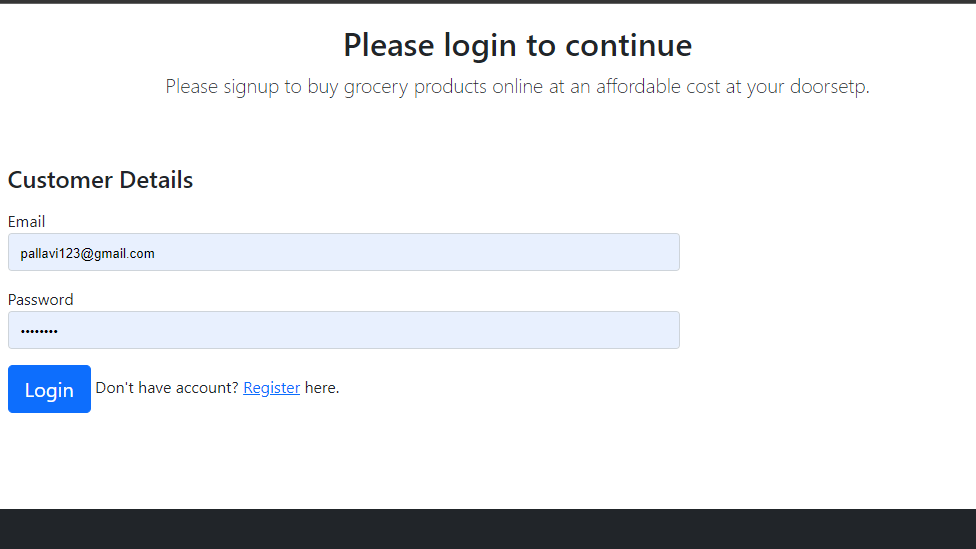 Please login to continue
Please signup to buy grocery products online at an affordable cost at your doorsetp.
Customer Details
Email
pallavi123@gmail.com
Password
••••••••
Login Don't have account? Register here.